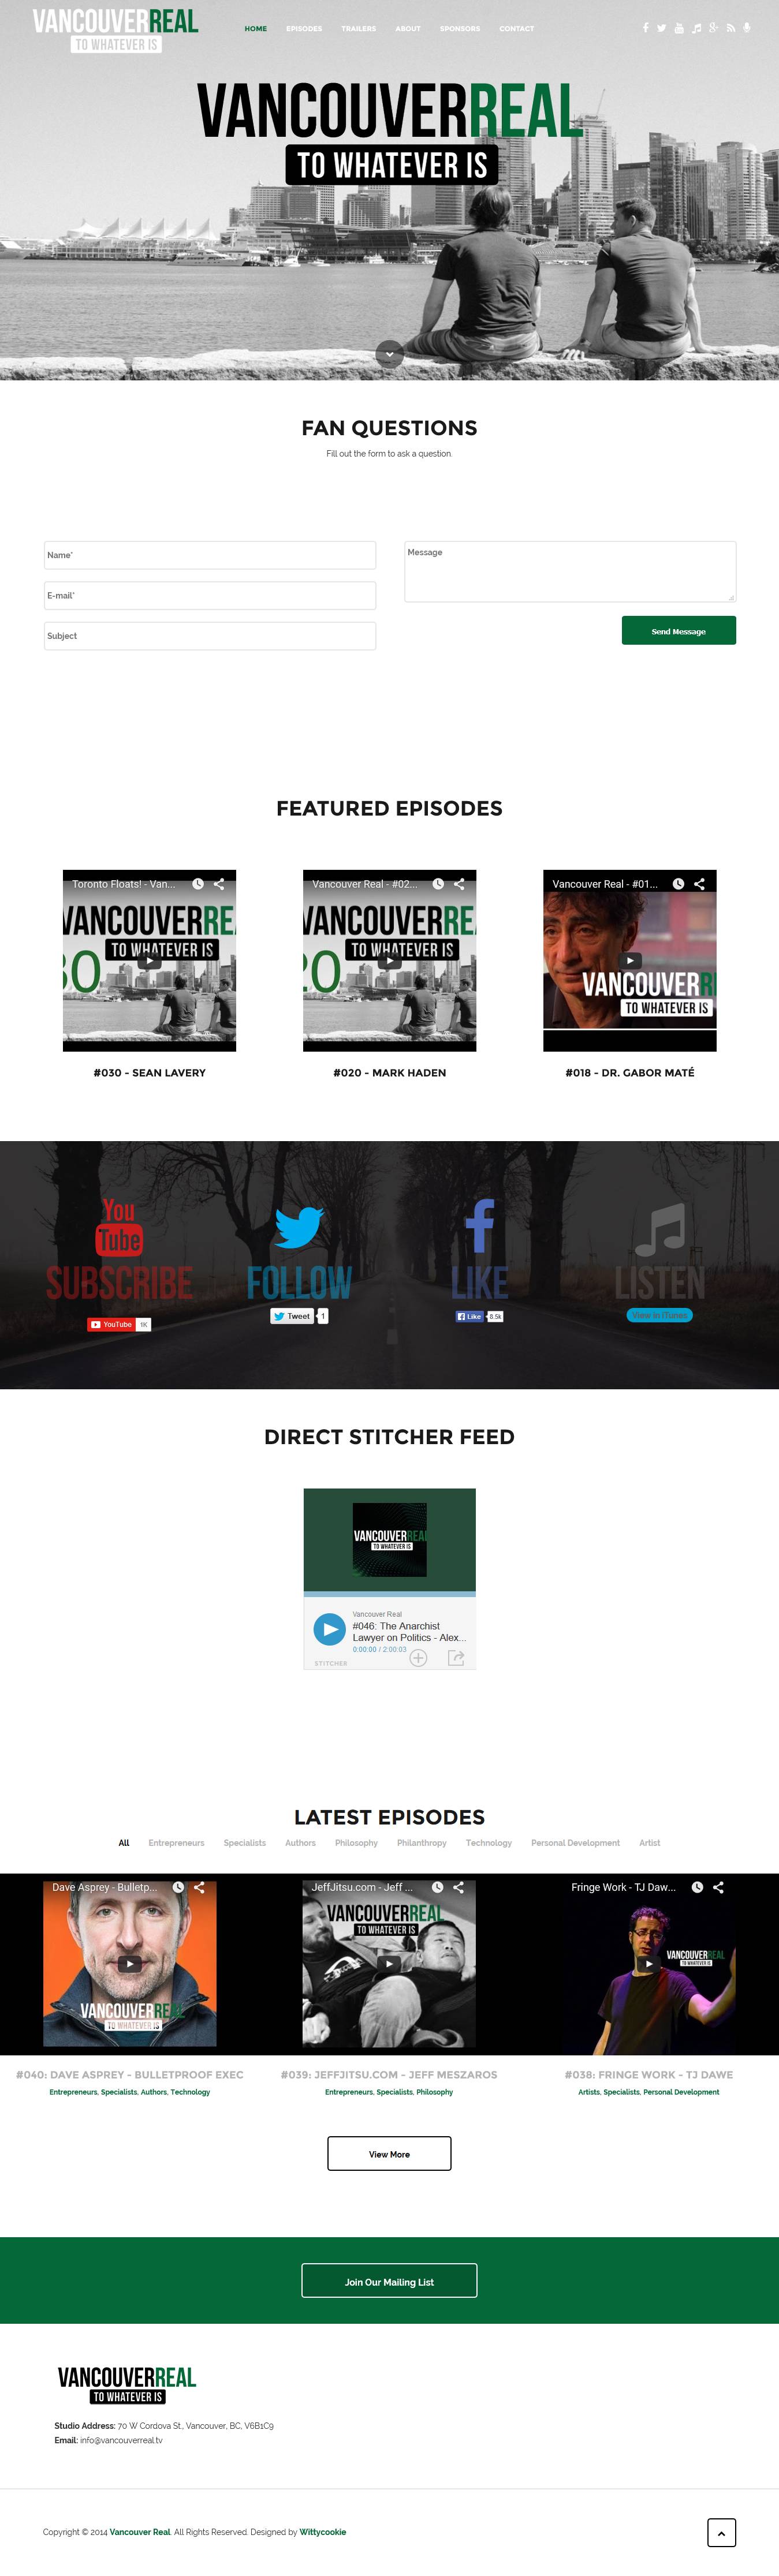 VANCOUVERREAL
TO WHATEVER IS
HOME EPISODES TRAILERS ABOUT SPONSORS CONTACT
VANCOUVERREAL
TO WHATEVER IS
FAN QUESTIONS
Fill out the form to ask a question.
Name*
E-mail*
Subject
Message
Send Message
FEATURED EPISODES
Toronto Floats! - Van...
VANCOUVERRE
TO WHATEVER IS
30
#030 - SEAN LAVERY
Vancouver Real - #02...
VANCOUVERRE
TO WHATEVER IS
20
#020 - MARK HADEN
Vancouver Real - #01...
VANCOUVERR
TO WHATEVER IS
#018 - DR. GABOR MATÉ
You
Tube
SUBSCRIBE
YouTube 1K
FOLLOW
Tweet 1
LIKE
Like 8.5k
LISTEN
View in iTunes
DIRECT STITCHER FEED
VANCOUVERREAL
TO WHATEVER IS
Vancouver Real
#046: The Anarchist
Lawyer on Politics - Alex...
0:00:00 / 2:00:03
STITCHER
LATEST EPISODES
All Entrepreneurs Specialists Authors Philosophy Philanthropy Technology Personal Development Artist
Dave Asprey - Bulletp...
VANCOUVERREAL
TO WHATEVER IS
#040: DAVE ASPREY - BULLETPROOF EXEC
Entrepreneurs, Specialists, Authors, Technology
JeffJitsu.com - Jeff ...
VANCOUVERREAL
TO WHATEVER IS
#039: JEFFJITSU.COM - JEFF MESZAROS
Entrepreneurs, Specialists, Philosophy
Fringe Work - TJ Daw...
VANCOUVERREAL
TO WHATEVER IS
#038: FRINGE WORK - TJ DAWE
Artists, Specialists, Personal Development
View More
Join Our Mailing List
VANCOUVERREAL
TO WHATEVER IS
Studio Address: 70 W Cordova St., Vancouver, BC, V6B1C9
Email: info@vancouverreal.tv
Copyright © 2014 Vancouver Real. All Rights Reserved. Designed by Wittycookie